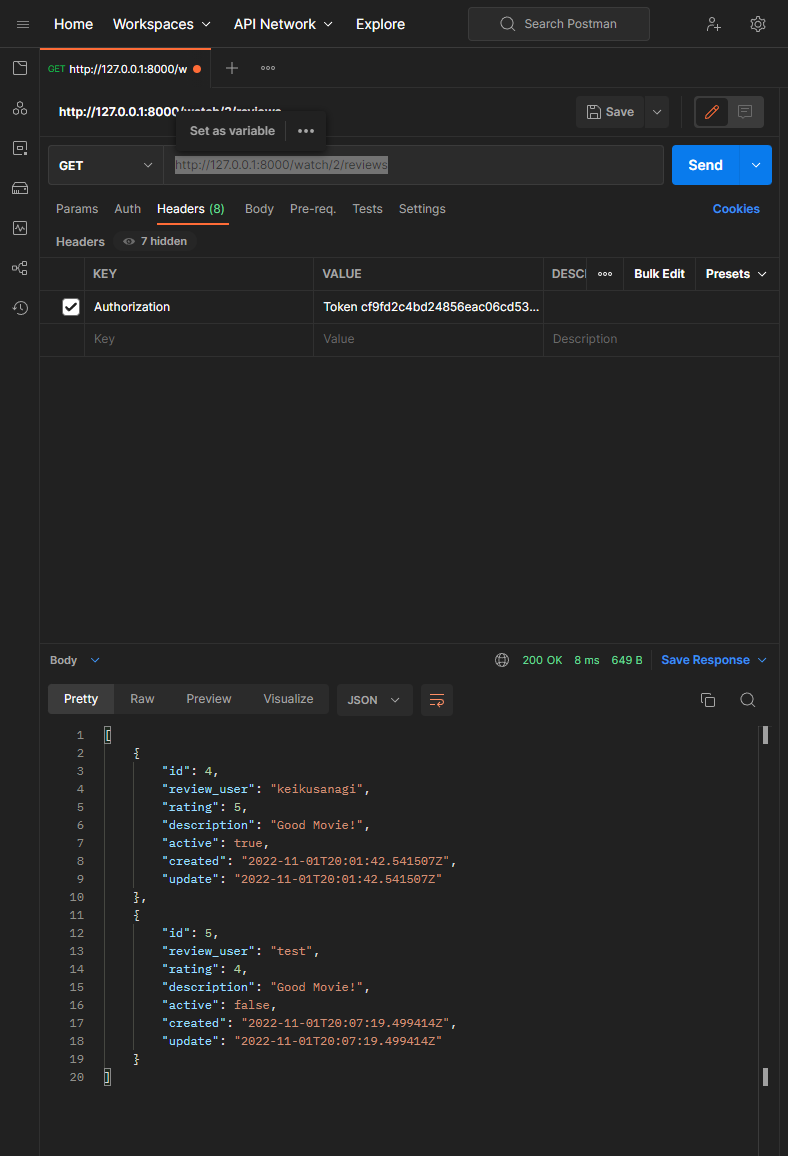 Home Workspaces API Network Explore Search Postman
GET http://127.0.0.1:8000/w
http://127.0.0.1:8000/watch/2/reviews Save
Set as variable
GET http://127.0.0.1:8000/watch/2/reviews Send
Params Auth Headers (8) Body Pre-req. Tests Settings Cookies
Headers 7 hidden
KEY VALUE DESCI Bulk Edit Presets
Authorization Token cf9fd2c4bd24856eac06cd53...
Key Value Description
Body 200 OK 8 ms 649 B Save Response
Pretty Raw Preview Visualize JSON
1 [
2 {
3 "id": 4,
4 "review_user": "keikusanagi",
5 "rating": 5,
6 "description": "Good Movie!",
7 "active": true,
8 "created": "2022-11-01T20:01:42.541507Z",
9 "update": "2022-11-01T20:01:42.541507Z"
10 },
11 {
12 "id": 5,
13 "review_user": "test",
14 "rating": 4,
15 "description": "Good Movie!",
16 "active": false,
17 "created": "2022-11-01T20:07:19.499414Z",
18 "update": "2022-11-01T20:07:19.499414Z"
19 }
20 ]